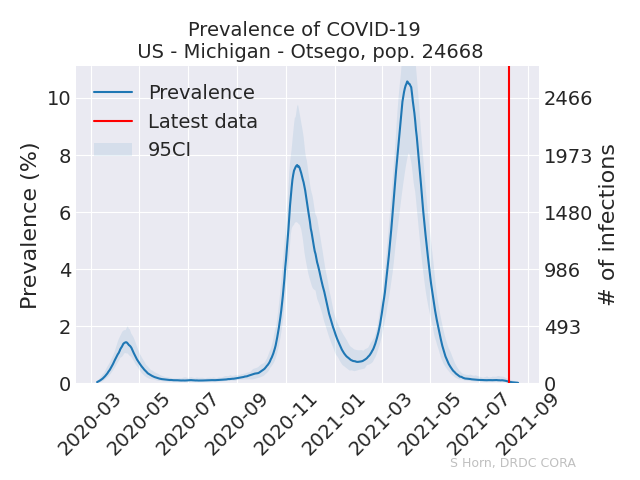 Prevalence of COVID-19
US - Michigan - Otsego, pop. 24668
Prevalence
Latest data
95CI
Prevalence (%)
10
8
6
4
2
0
2466
1973
1480
986
493
0
# of infections
2020-03
2020-05
2020-07
2020-09
2020-11
2021-01
2021-03
2021-05
2021-07
2021-09
S Horn, DRDC CORA